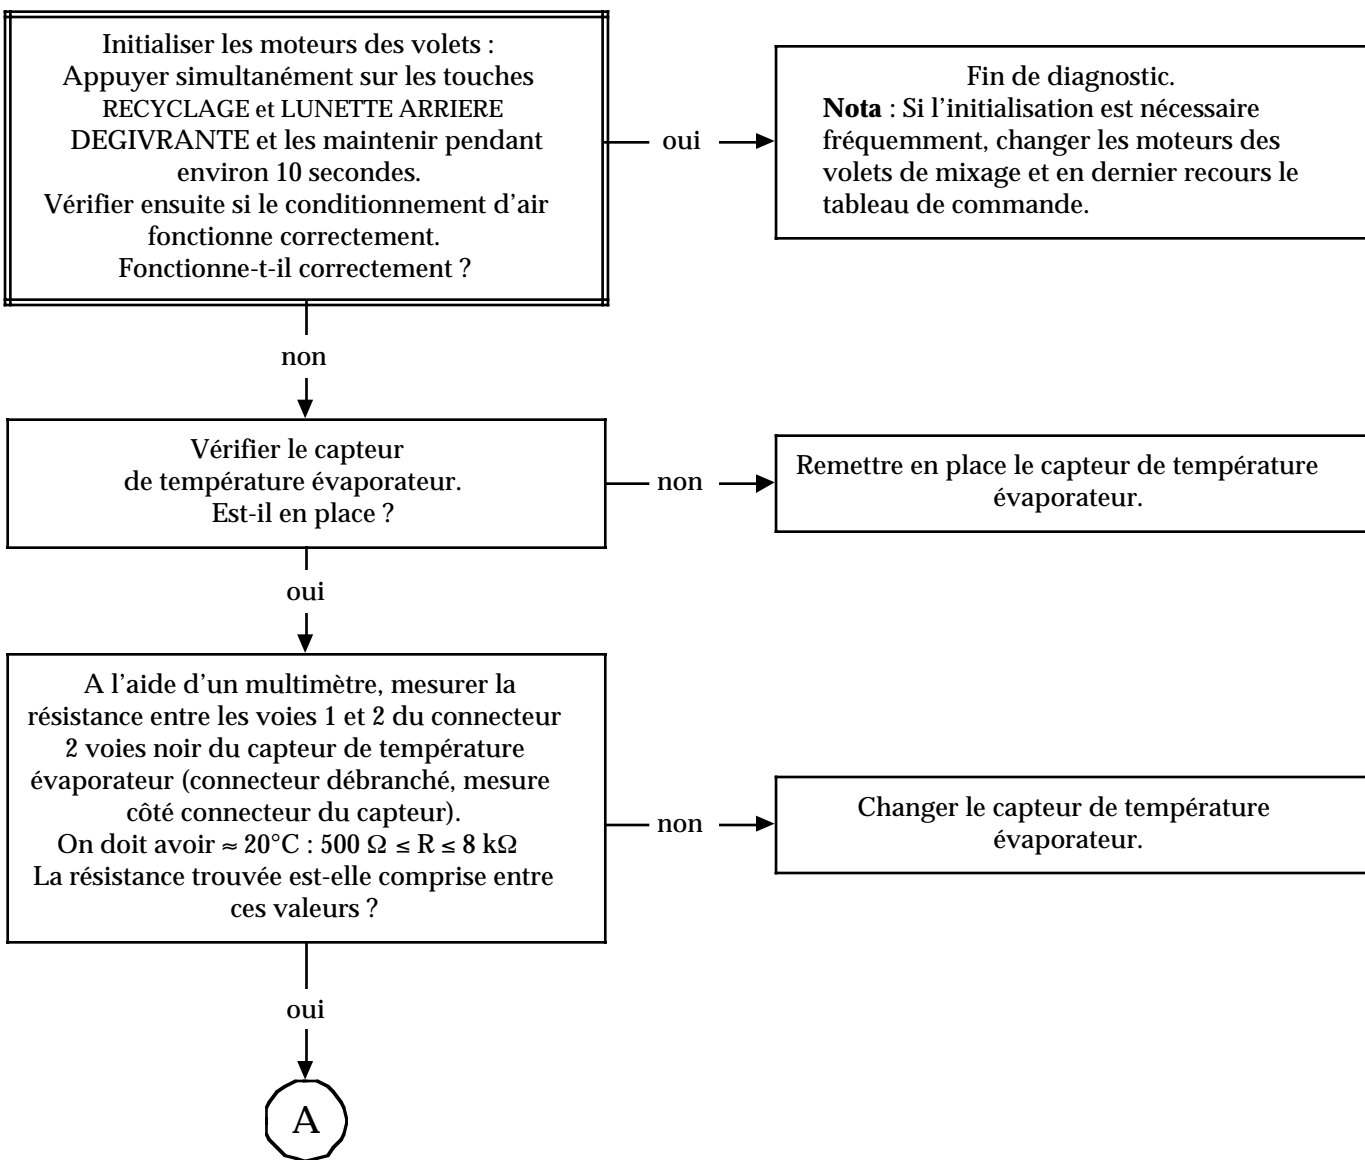 Initialiser les moteurs des volets :
Appuyer simultanément sur les touches
RECYCLAGE et LUNETTE ARRIERE
DEGIVRANTE et les maintenir pendant
environ 10 secondes.
Vérifier ensuite si le conditionnement d'air
fonctionne correctement.
Fonctionne-t-il correctement ?
oui
Fin de diagnostic.
Nota : Si l'initialisation est nécessaire
fréquemment, changer les moteurs des
volets de mixage et en dernier recours le
tableau de commande.
non
Vérifier le capteur
de température évaporateur.
Est-il en place ?
non
Remettre en place le capteur de température
évaporateur.
oui
A l'aide d'un multimètre, mesurer la
résistance entre les voies 1 et 2 du connecteur
2 voies noir du capteur de température
évaporateur (connecteur débranché, mesure
côté connecteur du capteur).
On doit avoir ≈ 20°C : 500 Ω ≤ R ≤ 8 kΩ
La résistance trouvée est-elle comprise entre
ces valeurs ?
non
Changer le capteur de température
évaporateur.
oui
A